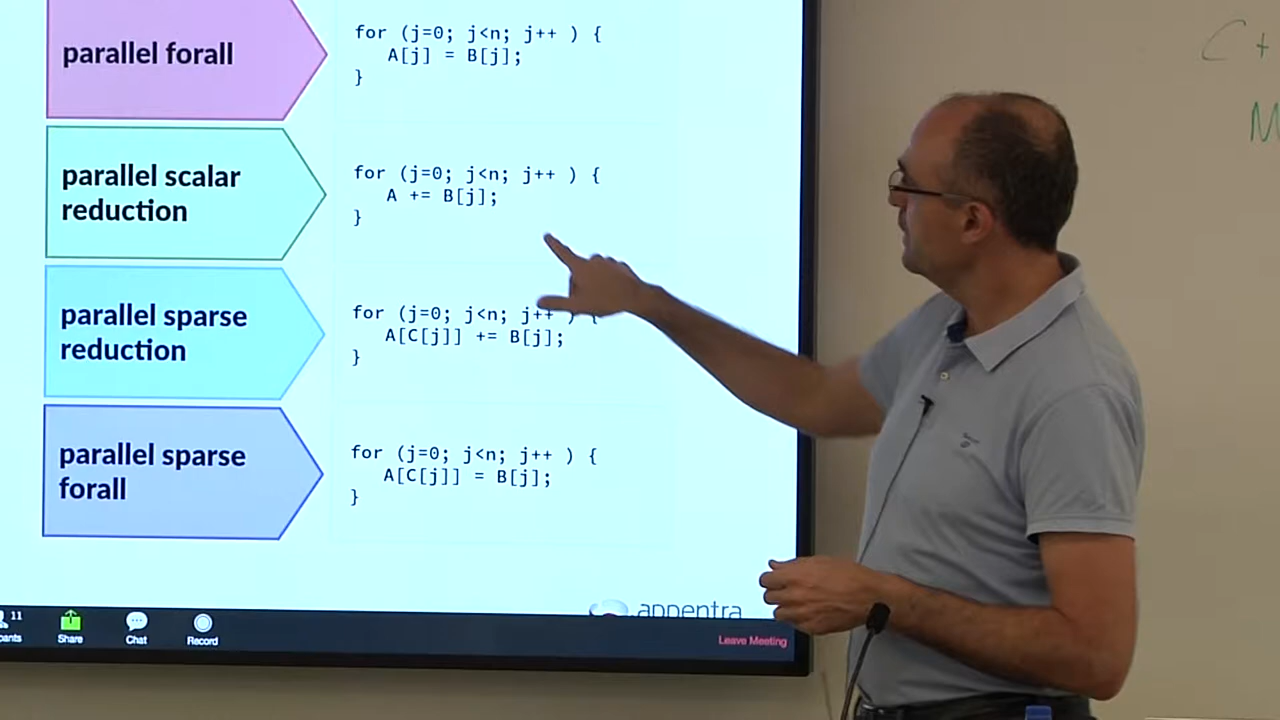 parallel forall
for (j=0; j<n; j++ ) {
A[j] = B[j];
}
parallel scalar
reduction
for (j=0; j<n; j++ ) {
A += B[j];
}
parallel sparse
reduction
for (j=0; j<n; j++ ) {
A[C[j]] += B[j];
}
parallel sparse
forall
for (j=0; j<n; j++ ) {
A[C[j]] = B[j];
}
appentra
11
Share
Chat
Record
Leave Meeting
C +
M